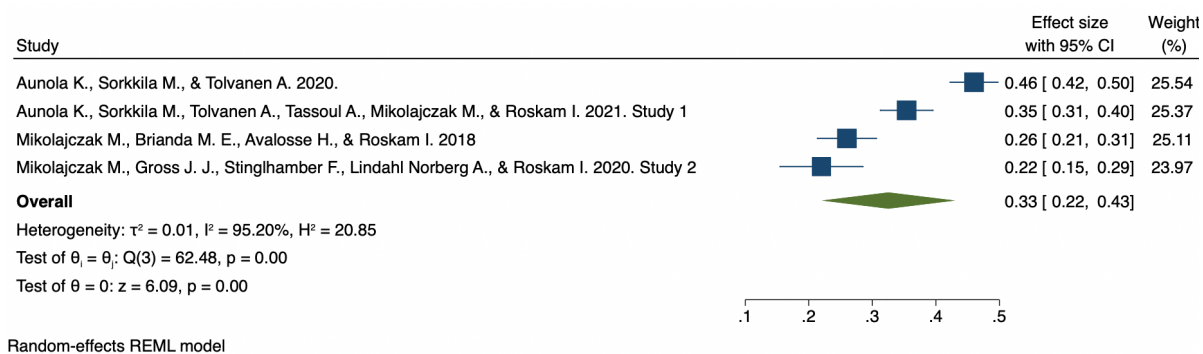 Effect size Weight
Study with 95% CI (%)
Aunola K., Sorkkila M., & Tolvanen A. 2020. 0.46 [ 0.42, 0.50] 25.54
Aunola K., Sorkkila M., Tolvanen A., Tassoul A., Mikolajczak M., & Roskam I. 2021. Study 1 0.35 [ 0.31, 0.40] 25.37
Mikolajczak M., Brianda M. E., Avalosse H., & Roskam I. 2018 0.26 [ 0.21, 0.31] 25.11
Mikolajczak M., Gross J. J., Stinglhamber F., Lindahl Norberg A., & Roskam I. 2020. Study 2 0.22 [ 0.15, 0.29] 23.97
Overall 0.33 [ 0.22, 0.43]
Heterogeneity: τ² = 0.01, I² = 95.20%, H² = 20.85
Test of θᵢ = θⱼ: Q(3) = 62.48, p = 0.00
Test of θ = 0: z = 6.09, p = 0.00
.1 .2 .3 .4 .5
Random-effects REML model